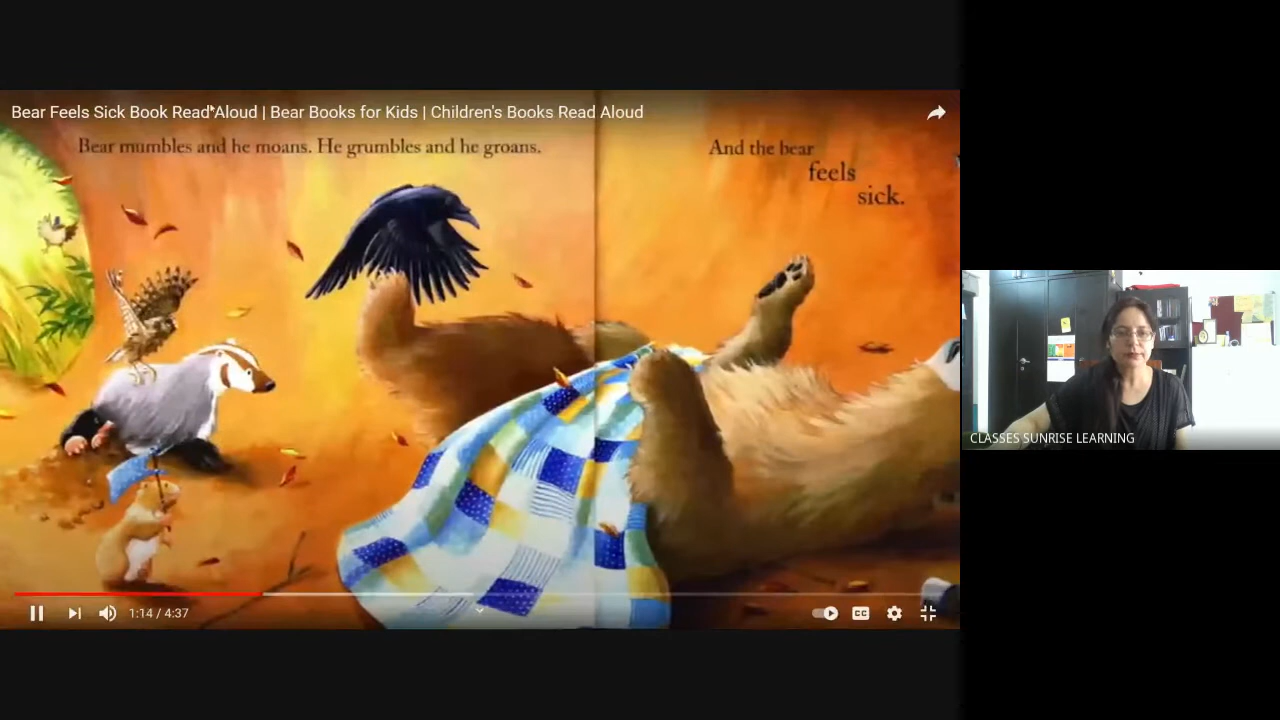 Bear Feels Sick Book Read Aloud | Bear Books for Kids | Children's Books Read Aloud
Bear mumbles and he moans. He grumbles and he groans.
And the bear
feels
sick.
CLASSES SUNRISE LEARNING
1:14 / 4:37
CC